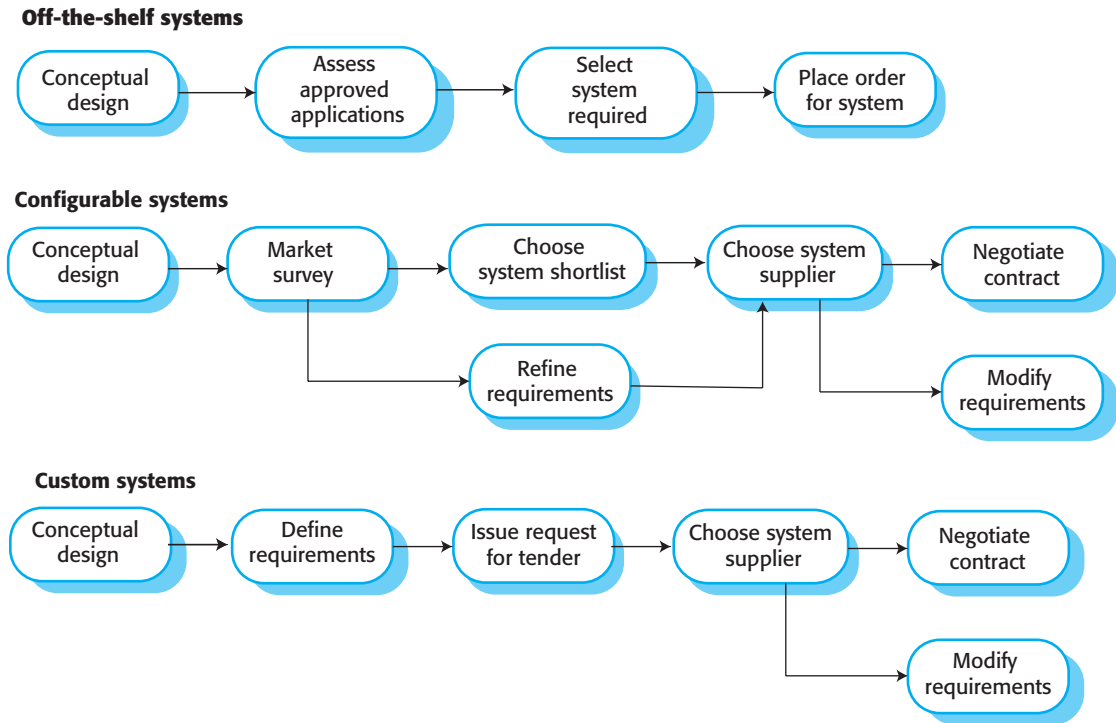 Off-the-shelf systems
Conceptual
design
Assess
approved
applications
Select
system
required
Place order
for system
Configurable systems
Conceptual
design
Market
survey
Choose
system shortlist
Choose system
supplier
Negotiate
contract
Refine
requirements
Modify
requirements
Custom systems
Conceptual
design
Define
requirements
Issue request
for tender
Choose system
supplier
Negotiate
contract
Modify
requirements